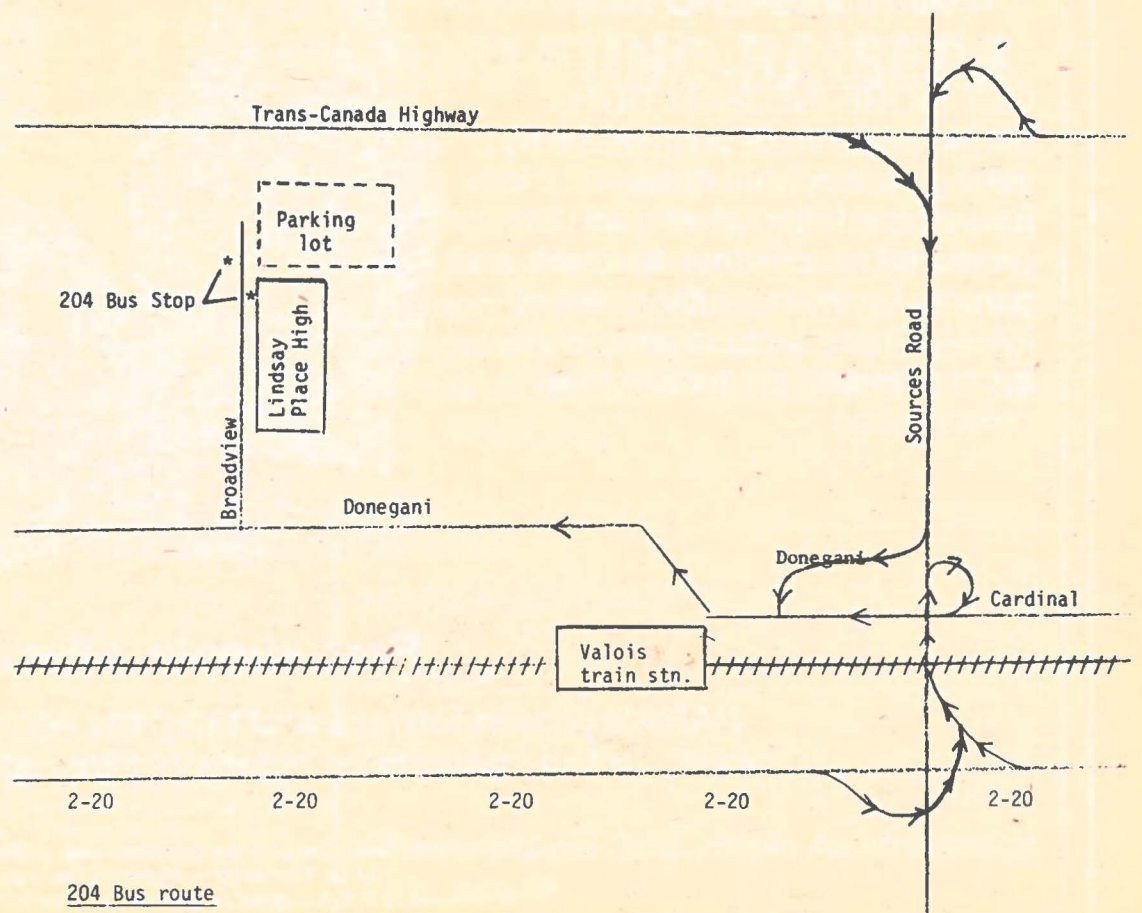 Trans-Canada Highway
Parking
lot
204 Bus Stop
Lindsay
Place High
Sources Road
Broadview
Donegani
Donegani
Cardinal
Valois
train stn.
2-20
2-20
2-20
2-20
2-20
204 Bus route